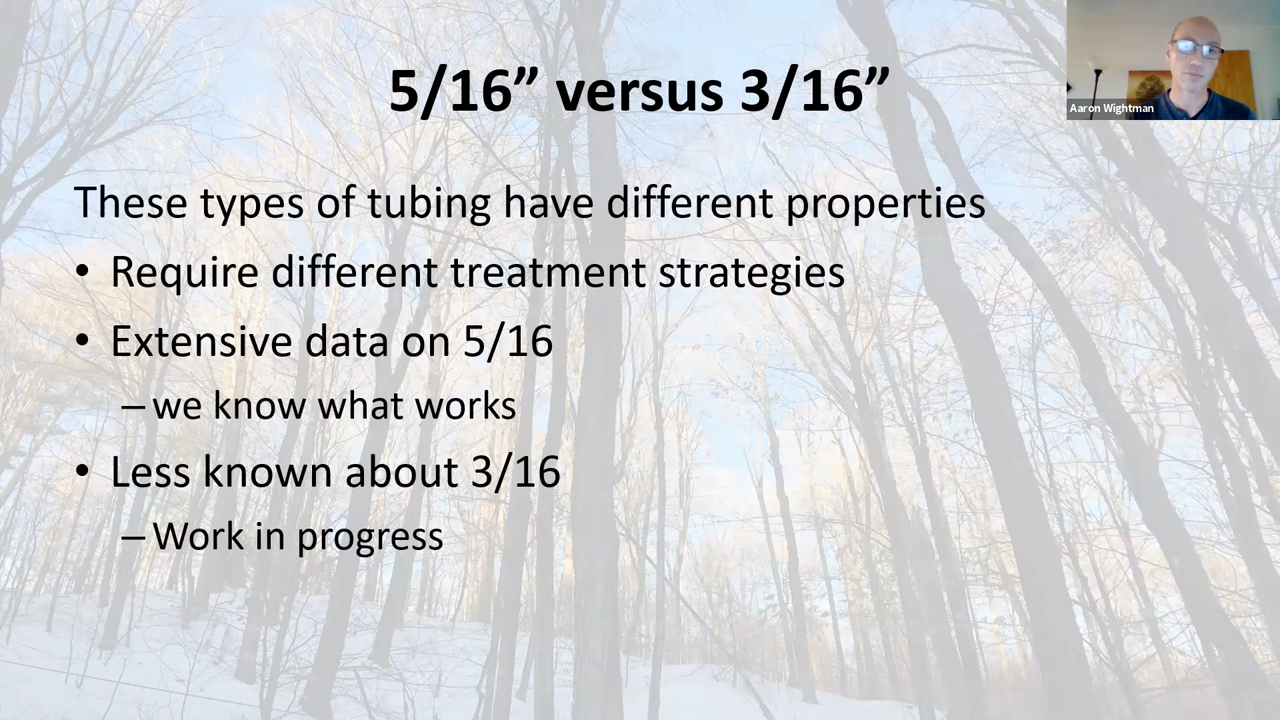 5/16” versus 3/16”
Aaron Wightman
These types of tubing have different properties
• Require different treatment strategies
• Extensive data on 5/16
– we know what works
• Less known about 3/16
– Work in progress